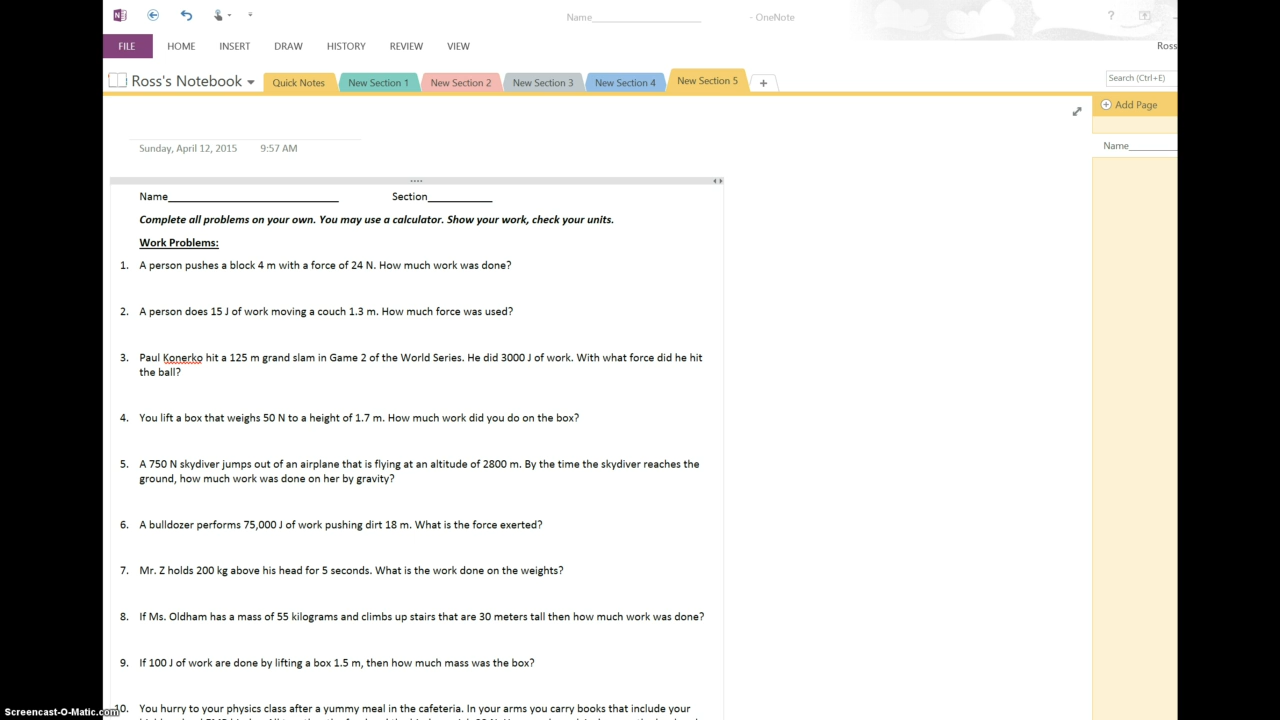 Name____________________ - OneNote
FILE HOME INSERT DRAW HISTORY REVIEW VIEW Ross
Ross's Notebook Quick Notes New Section 1 New Section 2 New Section 3 New Section 4 New Section 5 Search (Ctrl+E)
Add Page
Sunday, April 12, 2015 9:57 AM
Name________
Name______________________________ Section___________
Complete all problems on your own. You may use a calculator. Show your work, check your units.
Work Problems:
1. A person pushes a block 4 m with a force of 24 N. How much work was done?
2. A person does 15 J of work moving a couch 1.3 m. How much force was used?
3. Paul Konerko hit a 125 m grand slam in Game 2 of the World Series. He did 3000 J of work. With what force did he hit
the ball?
4. You lift a box that weighs 50 N to a height of 1.7 m. How much work did you do on the box?
5. A 750 N skydiver jumps out of an airplane that is flying at an altitude of 2800 m. By the time the skydiver reaches the
ground, how much work was done on her by gravity?
6. A bulldozer performs 75,000 J of work pushing dirt 18 m. What is the force exerted?
7. Mr. Z holds 200 kg above his head for 5 seconds. What is the work done on the weights?
8. If Ms. Oldham has a mass of 55 kilograms and climbs up stairs that are 30 meters tall then how much work was done?
9. If 100 J of work are done by lifting a box 1.5 m, then how much mass was the box?
10. You hurry to your physics class after a yummy meal in the cafeteria. In your arms you carry books that include your
Screencast-O-Matic.com